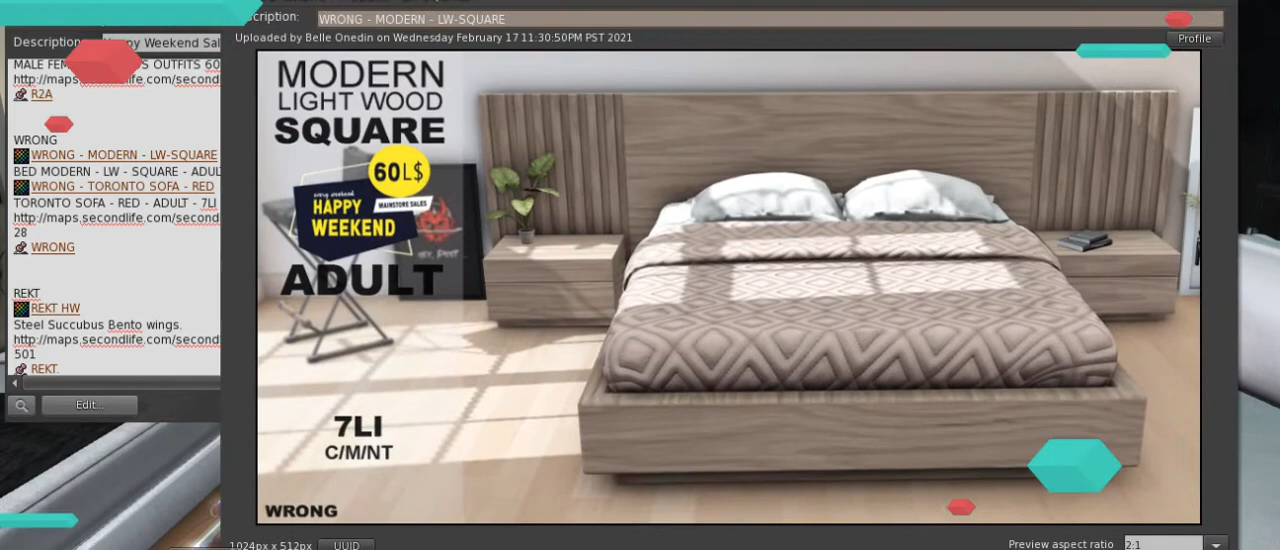 Description:
Happy Weekend Sal
MALE FEM S OUTFITS 60
http://maps.secondlife.com/second
R2A
WRONG
WRONG - MODERN - LW-SQUARE
BED MODERN - LW - SQUARE - ADUL
WRONG - TORONTO SOFA - RED
TORONTO SOFA - RED - ADULT - 7LI
http://maps.secondlife.com/second
28
WRONG
REKT
REKT HW
Steel Succubus Bento wings.
http://maps.secondlife.com/second
501
REKT.
Edit...
cription:
WRONG - MODERN - LW-SQUARE
Uploaded by Belle Onedin on Wednesday February 17 11:30:50PM PST 2021
Profile
MODERN
LIGHT WOOD
SQUARE
60L$
every weekend
HAPPY
WEEKEND
MAINSTORE SALES
ADULT
7LI
C/M/NT
WRONG
1024px x 512px
UUID
Preview aspect ratio
2:1